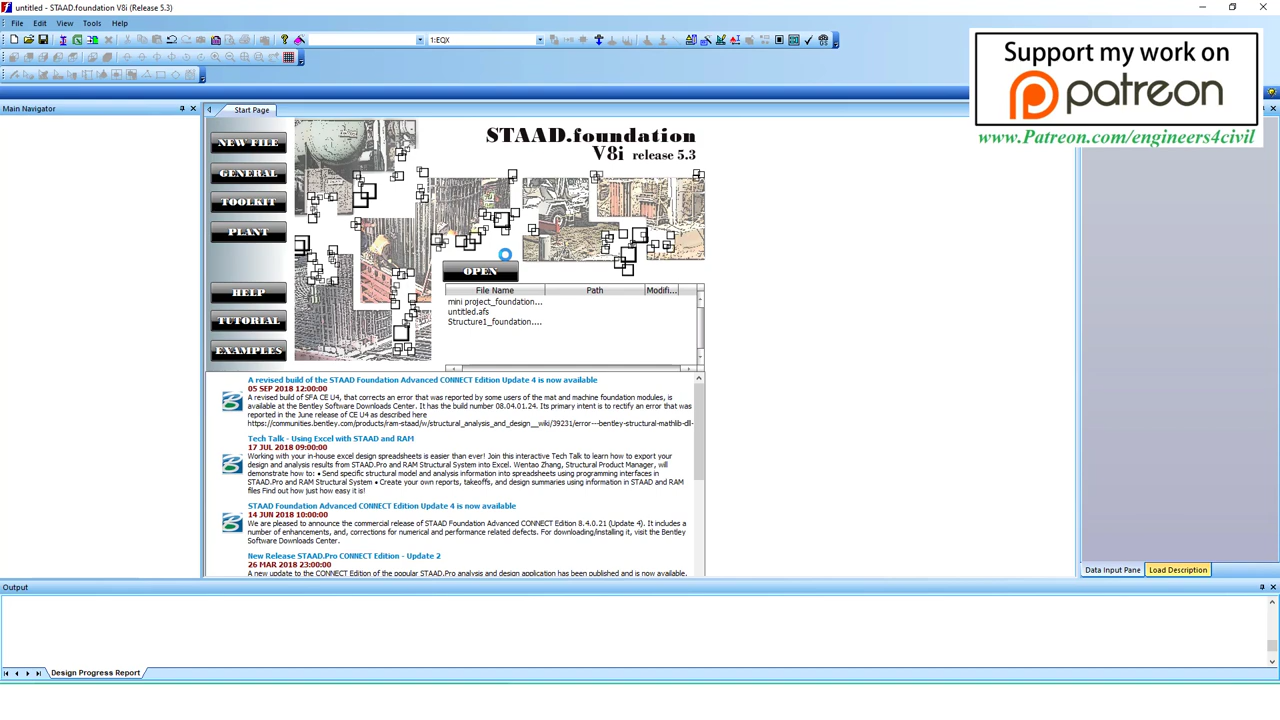 untitled - STAAD.foundation V8i (Release 5.3)
File Edit View Tools Help
1:EQX
Support my work on
patreon
www.Patreon.com/engineers4civil
Main Navigator
Start Page
NEW FILE
GENERAL
TOOLKIT
PLANT
HELP
TUTORIAL
EXAMPLES
STAAD.foundation
V8i release 5.3
OPEN
File Name Path Modifi...
mini project_foundation...
untitled.afs
Structure1_foundation....
A revised build of the STAAD Foundation Advanced CONNECT Edition Update 4 is now available
05 SEP 2018 12:00:00
A revised build of SFA CE U4, that corrects an error that was reported by some users of the mat and machine foundation modules, is
available at the Bentley Software Downloads Center. It has the build number 08.04.01.24. Its primary intent is to rectify an error that was
reported in the June release of CE U4 as described here
https://communities.bentley.com/products/ram-staad/w/structural_analysis_and_design__wiki/39231/error---bentley-structural-mathlib-dll-
Tech Talk - Using Excel with STAAD and RAM
17 JUL 2018 09:00:00
Working with your in-house excel design spreadsheets is easier than ever! Join this interactive Tech Talk to learn how to export your
design and analysis results from STAAD.Pro and RAM Structural System into Excel. Wentao Zhang, Structural Product Manager, will
demonstrate how to: • Send specific structural model and analysis information into spreadsheets using programming interfaces in
STAAD.Pro and RAM Structural System • Create your own reports, takeoffs, and design summaries using information in STAAD and RAM
files Find out how just how easy it is!
STAAD Foundation Advanced CONNECT Edition Update 4 is now available
14 JUN 2018 10:00:00
We are pleased to announce the commercial release of STAAD Foundation Advanced CONNECT Edition 8.4.0.21 (Update 4). It includes a
number of enhancements, and, corrections for numerical and performance related defects. For downloading/installing it, visit the Bentley
Software Downloads Center.
New Release STAAD.Pro CONNECT Edition - Update 2
26 MAR 2018 23:00:00
A new update to the CONNECT Edition of the popular STAAD.Pro analysis and design application has been published and is now available.
Data Input Pane Load Description
Output
Design Progress Report